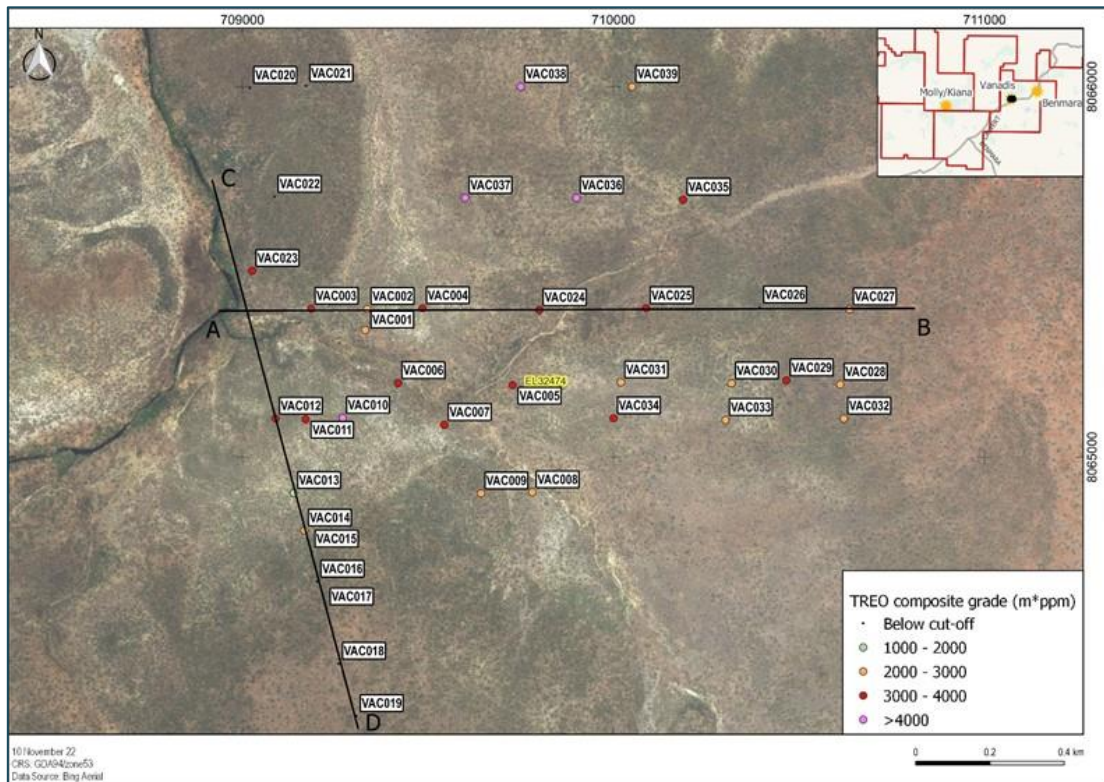 709000
710000
711000
N
VAC020
VAC021
VAC038
VAC039
8066000
Molly/Kiana
Vanadis
Benmara
C
VAC022
VAC037
VAC036
VAC035
VAC023
VAC003
VAC002
VAC004
VAC024
VAC025
VAC026
VAC027
A
VAC001
B
VAC006
EL32474
VAC005
VAC031
VAC030
VAC029
VAC028
VAC012
VAC010
VAC011
VAC007
VAC034
VAC033
VAC032
8065000
VAC013
VAC009
VAC008
VAC014
VAC015
VAC016
VAC017
VAC018
VAC019
D
TREO composite grade (m*ppm)
Below cut-off
1000 - 2000
2000 - 3000
3000 - 4000
>4000
10 November 22
CRS: GDA94/zone53
Data Source: Bing Aerial
0 0.2 0.4 km